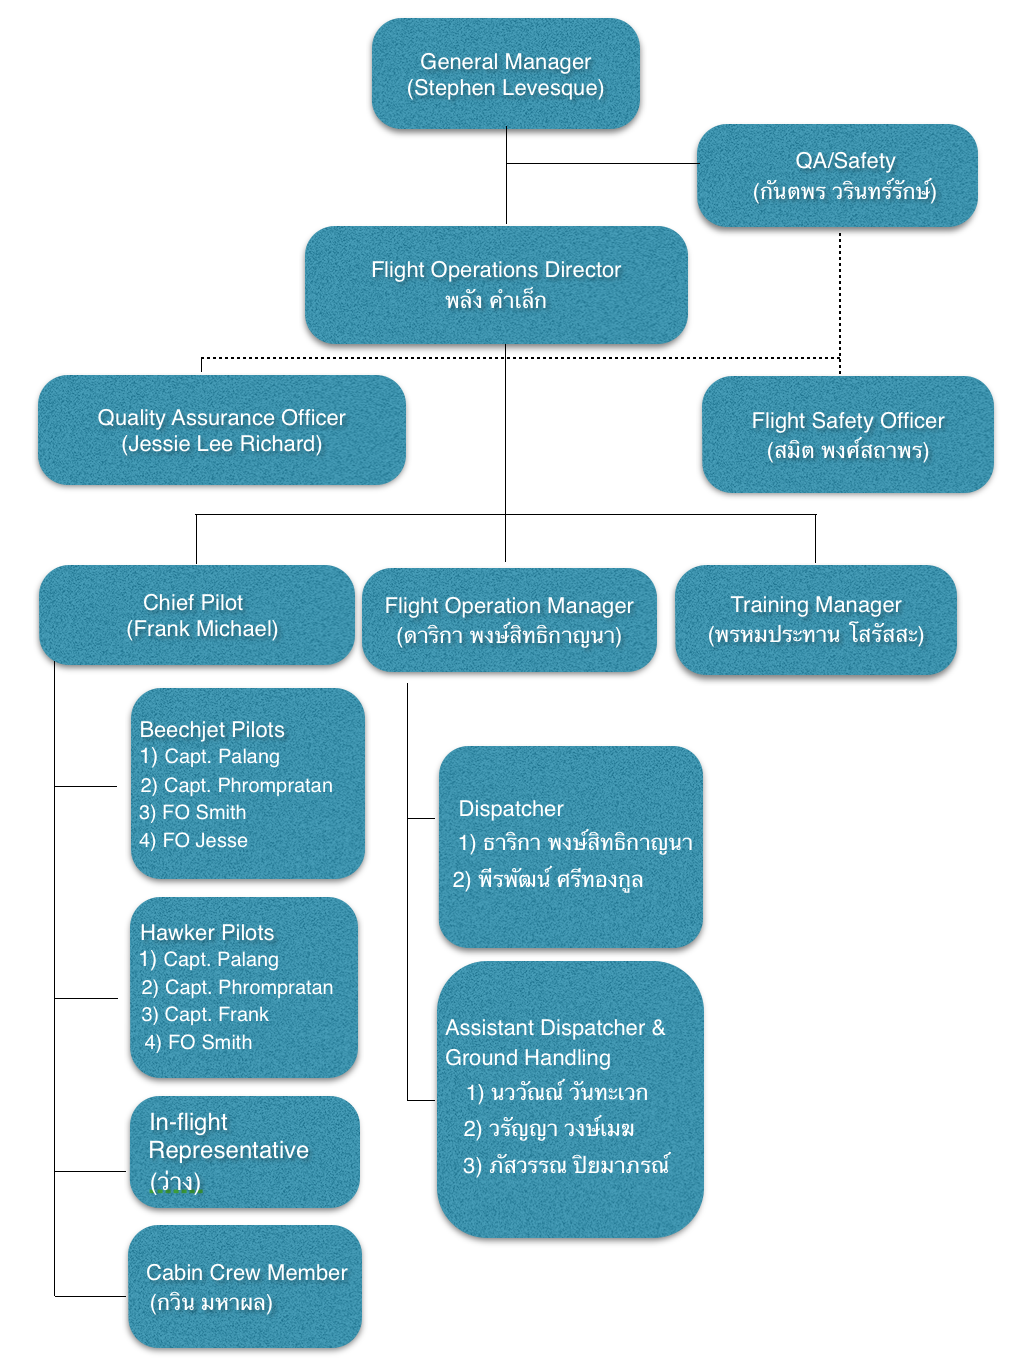 General Manager
(Stephen Levesque)
QA/Safety
(กันตพร วรินทร์รักษ์)
Flight Operations Director
พลัง คำเล็ก
Quality Assurance Officer
(Jessie Lee Richard)
Flight Safety Officer
(สมิต พงศ์สถาพร)
Chief Pilot
(Frank Michael)
Flight Operation Manager
(ดาริกา พงษ์สิทธิกาญนา)
Training Manager
(พรหมประทาน โสรัสสะ)
Beechjet Pilots
1) Capt. Palang
2) Capt. Phrompratan
3) FO Smith
4) FO Jesse
Hawker Pilots
1) Capt. Palang
2) Capt. Phrompratan
3) Capt. Frank
4) FO Smith
In-flight
Representative
(ว่าง)
Cabin Crew Member
(กวิน มหาผล)
Dispatcher
1) ธาริกา พงษ์สิทธิกาญนา
2) พีรพัฒน์ ศรีทองกูล
Assistant Dispatcher &
Ground Handling
1) นววัณณ์ วันทะเวก
2) วรัญญา วงษ์เมฆ
3) ภัสวรรณ ปิยมาภรณ์